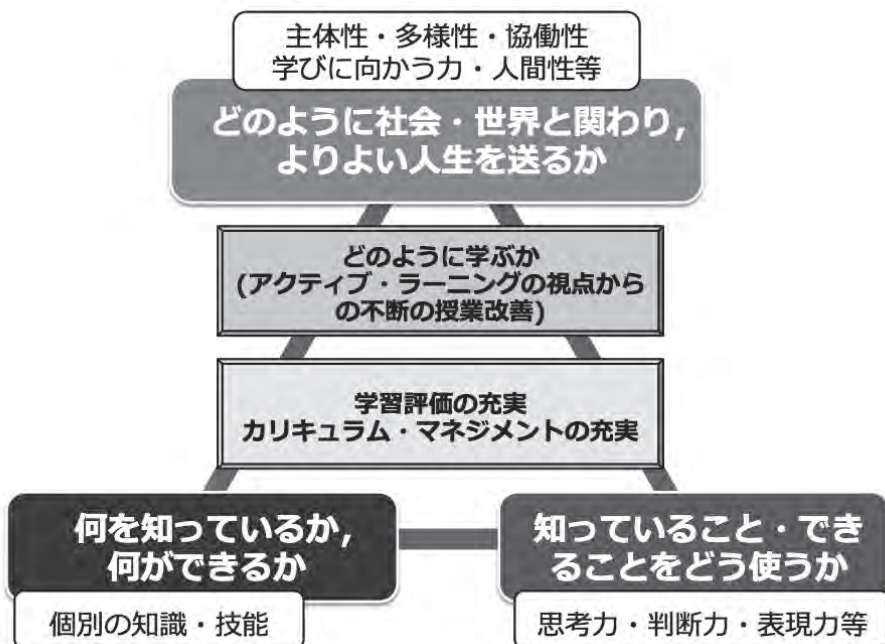 主体性・多様性・協働性
学びに向かう力・人間性等
どのように社会・世界と関わり,
よりよい人生を送るか
どのように学ぶか
(アクティブ・ラーニングの視点から
の不断の授業改善)
学習評価の充実
カリキュラム・マネジメントの充実
何を知っているか,
何ができるか
個別の知識・技能
知っていること・でき
ることをどう使うか
思考力・判断力・表現力等